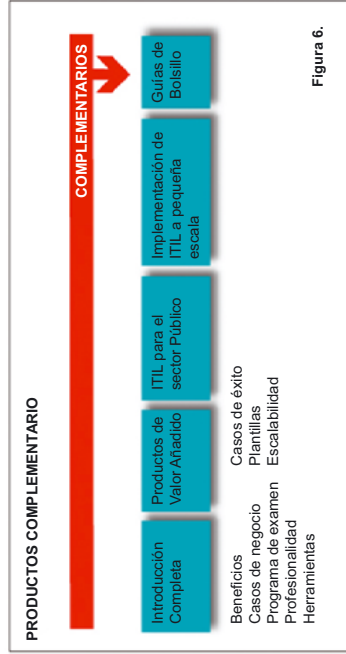 PRODUCTOS COMPLEMENTARIO
COMPLEMENTARIOS
Introducción
Completa
Productos de
Valor Añadido
ITIL para el
sector Público
Implementación de
ITIL a pequeña
escala
Guías de
Bolsillo
Beneficios
Casos de negocio
Programa de examen
Profesionalidad
Herramientas
Casos de éxito
Plantillas
Escalabilidad
Figura 6.